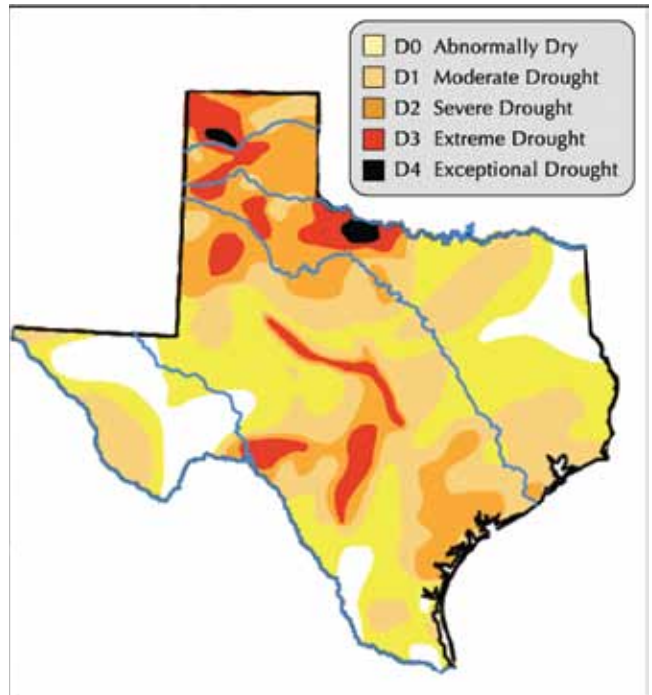 D0 Abnormally Dry
D1 Moderate Drought
D2 Severe Drought
D3 Extreme Drought
D4 Exceptional Drought